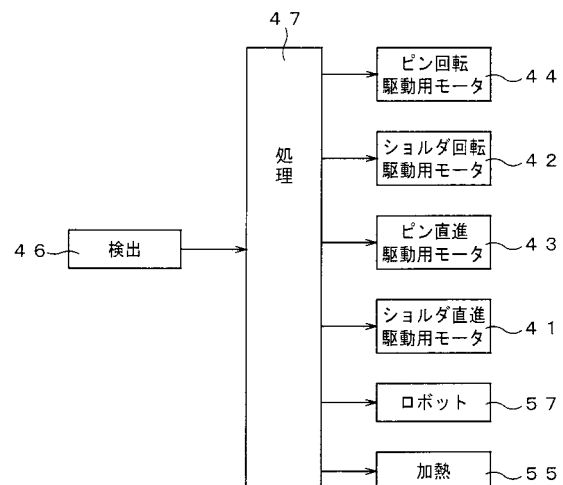 ４７
ピン回転
駆動用モータ
４４
処
理
ショルダ回転
駆動用モータ
４２
ピン直進
駆動用モータ
４３
４６
検出
ショルダ直進
駆動用モータ
４１
ロボット
５７
加熱
５５